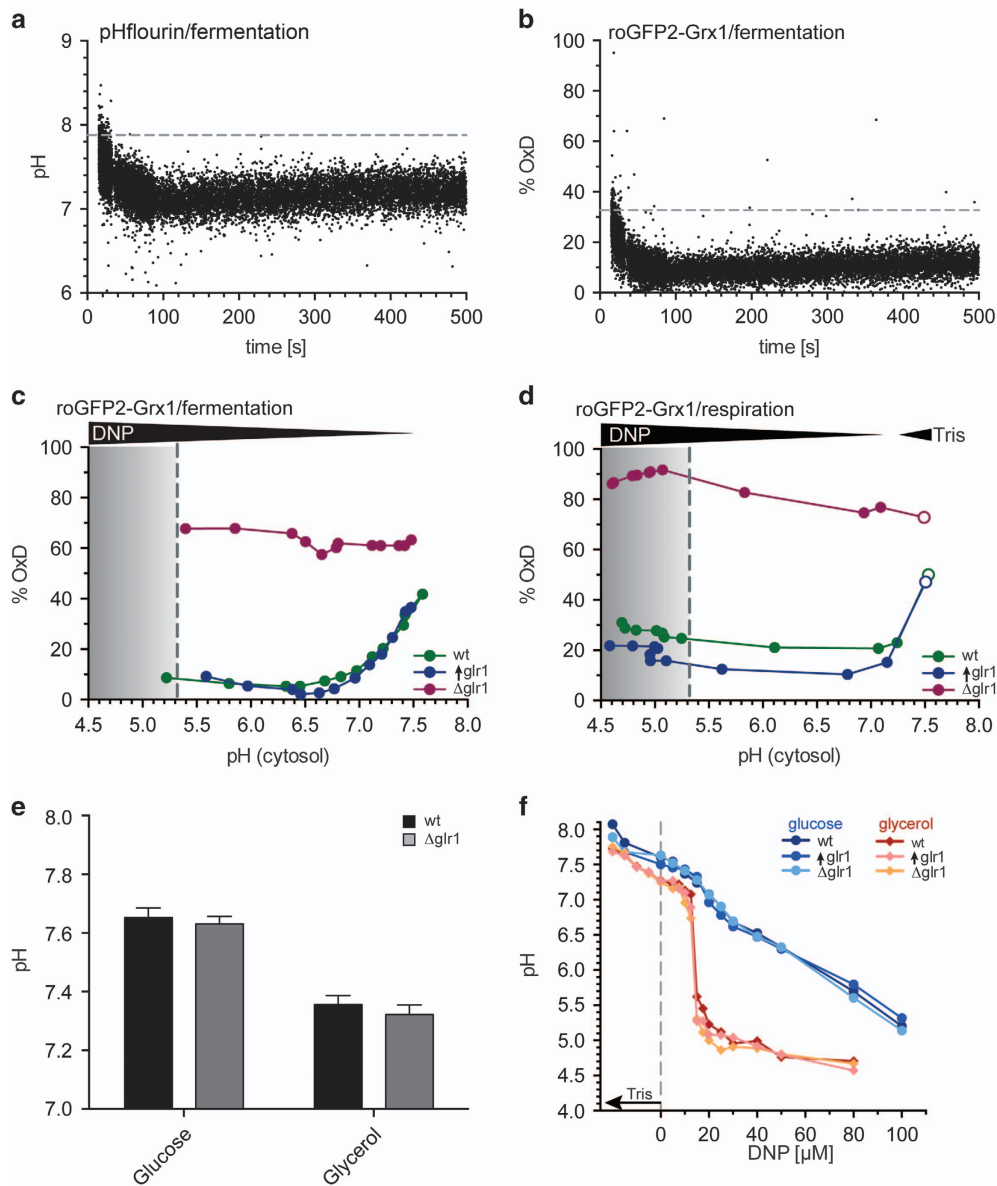 a
pHflourin/fermentation
9
8
7
6
pH
0 100 200 300 400 500
time [s]
b
roGFP2-Grx1/fermentation
100
80
60
40
20
0
% OxD
0 100 200 300 400 500
time [s]
c
roGFP2-Grx1/fermentation
DNP
100
80
60
40
20
0
% OxD
wt
↑glr1
Δglr1
4.5 5.0 5.5 6.0 6.5 7.0 7.5 8.0
pH (cytosol)
d
roGFP2-Grx1/respiration
DNP Tris
100
80
60
40
20
0
% OxD
wt
↑glr1
Δglr1
4.5 5.0 5.5 6.0 6.5 7.0 7.5 8.0
pH (cytosol)
e
8.0
7.8
7.6
7.4
7.2
7.0
pH
wt
Δglr1
Glucose Glycerol
f
8.0
7.5
7.0
6.5
6.0
5.5
5.0
4.5
4.0
pH
glucose glycerol
wt wt
↑glr1 ↑glr1
Δglr1 Δglr1
Tris
0 20 40 60 80 100
DNP [µM]